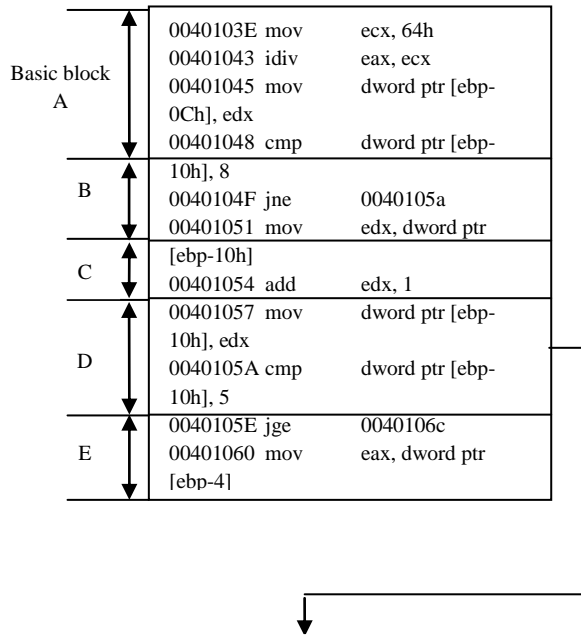 Basic block
A
0040103E mov ecx, 64h
00401043 idiv eax, ecx
00401045 mov dword ptr [ebp-
0Ch], edx
00401048 cmp dword ptr [ebp-
B
10h], 8
0040104F jne 0040105a
00401051 mov edx, dword ptr
C
[ebp-10h]
00401054 add edx, 1
D
00401057 mov dword ptr [ebp-
10h], edx
0040105A cmp dword ptr [ebp-
10h], 5
E
0040105E jge 0040106c
00401060 mov eax, dword ptr
[ebp-4]